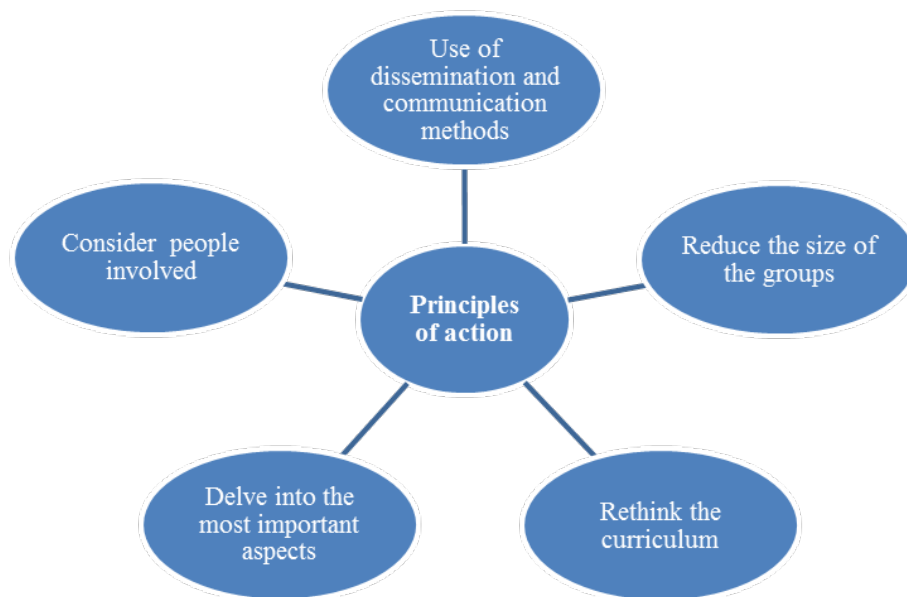 Use of
dissemination and
communication
methods
Consider people
involved
Reduce the size of
the groups
Principles
of action
Delve into the
most important
aspects
Rethink the
curriculum